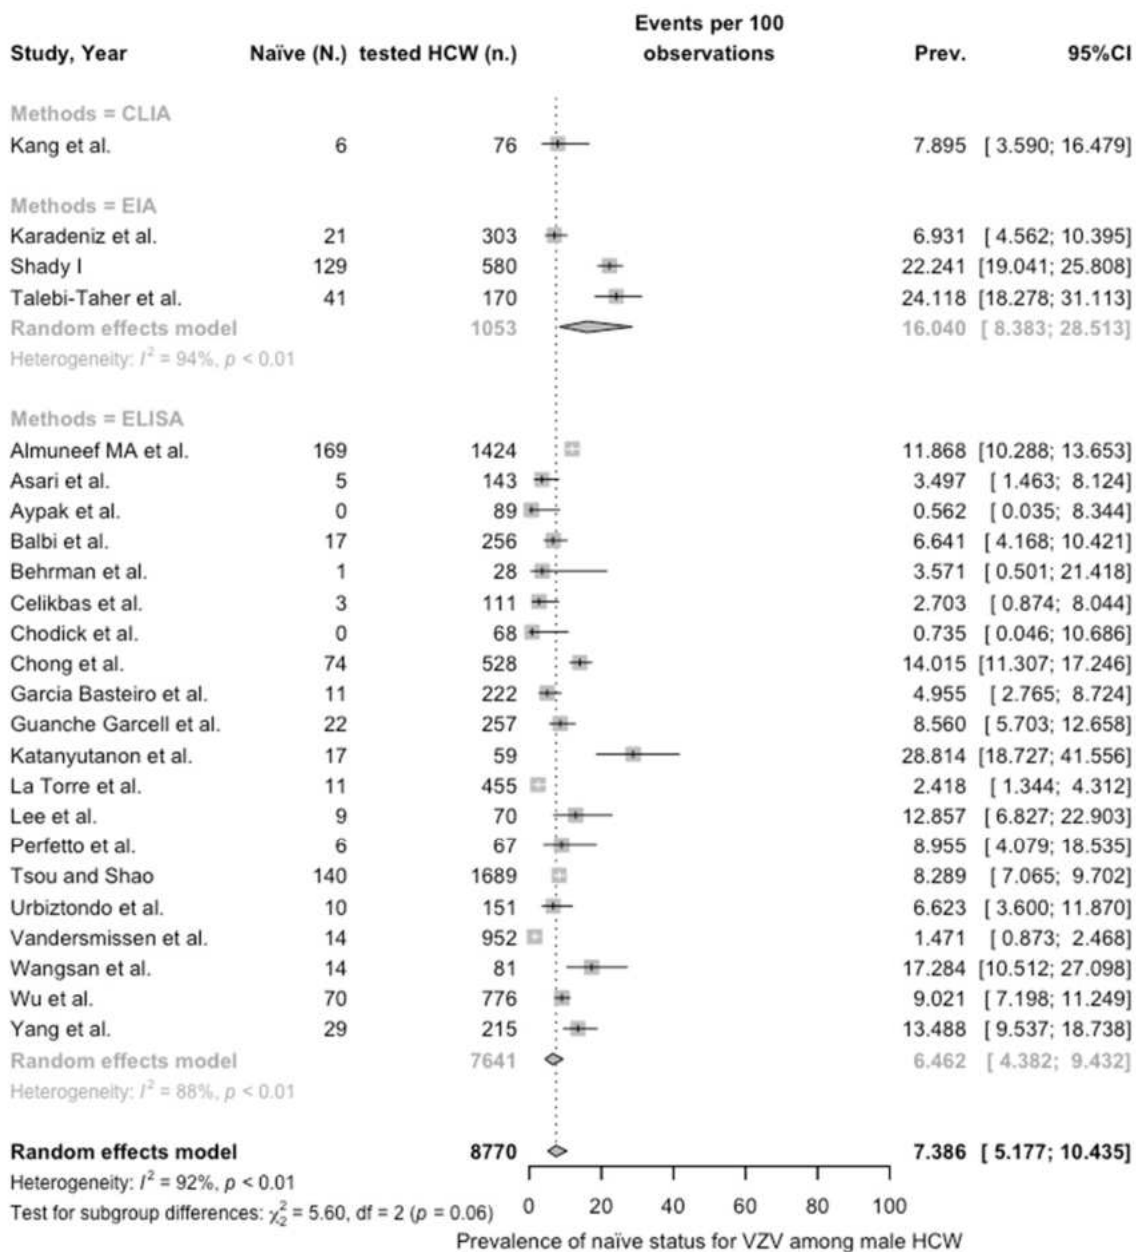 Events per 100
Study, Year Naïve (N.) tested HCW (n.) observations Prev. 95%CI
Methods = CLIA
Kang et al. 6 76 7.895 [ 3.590; 16.479]
Methods = EIA
Karadeniz et al. 21 303 6.931 [ 4.562; 10.395]
Shady I 129 580 22.241 [19.041; 25.808]
Talebi-Taher et al. 41 170 24.118 [18.278; 31.113]
Random effects model 1053 16.040 [ 8.383; 28.513]
Heterogeneity: I² = 94%, p < 0.01
Methods = ELISA
Almuneef MA et al. 169 1424 11.868 [10.288; 13.653]
Asari et al. 5 143 3.497 [ 1.463; 8.124]
Aypak et al. 0 89 0.562 [ 0.035; 8.344]
Balbi et al. 17 256 6.641 [ 4.168; 10.421]
Behrman et al. 1 28 3.571 [ 0.501; 21.418]
Celikbas et al. 3 111 2.703 [ 0.874; 8.044]
Chodick et al. 0 68 0.735 [ 0.046; 10.686]
Chong et al. 74 528 14.015 [11.307; 17.246]
Garcia Basteiro et al. 11 222 4.955 [ 2.765; 8.724]
Guanche Garcell et al. 22 257 8.560 [ 5.703; 12.658]
Katanyutanon et al. 17 59 28.814 [18.727; 41.556]
La Torre et al. 11 455 2.418 [ 1.344; 4.312]
Lee et al. 9 70 12.857 [ 6.827; 22.903]
Perfetto et al. 6 67 8.955 [ 4.079; 18.535]
Tsou and Shao 140 1689 8.289 [ 7.065; 9.702]
Urbiztondo et al. 10 151 6.623 [ 3.600; 11.870]
Vandersmissen et al. 14 952 1.471 [ 0.873; 2.468]
Wangsan et al. 14 81 17.284 [10.512; 27.098]
Wu et al. 70 776 9.021 [ 7.198; 11.249]
Yang et al. 29 215 13.488 [ 9.537; 18.738]
Random effects model 7641 6.462 [ 4.382; 9.432]
Heterogeneity: I² = 88%, p < 0.01
Random effects model 8770 7.386 [ 5.177; 10.435]
Heterogeneity: I² = 92%, p < 0.01
Test for subgroup differences: χ²₂ = 5.60, df = 2 (p = 0.06)
0 20 40 60 80 100
Prevalence of naïve status for VZV among male HCW